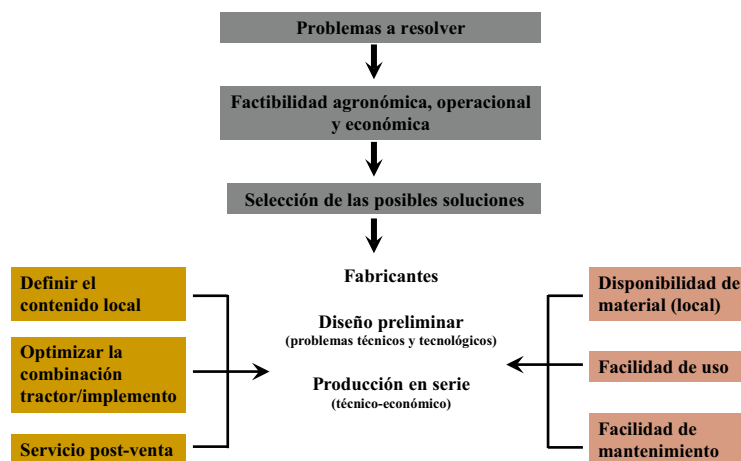 Problemas a resolver
Factibilidad agronómica, operacional
y económica
Selección de las posibles soluciones
Fabricantes
Diseño preliminar
(problemas técnicos y tecnológicos)
Producción en serie
(técnico-económico)
Definir el
contenido local
Optimizar la
combinación
tractor/implemento
Servicio post-venta
Disponibilidad de
material (local)
Facilidad de uso
Facilidad de
mantenimiento